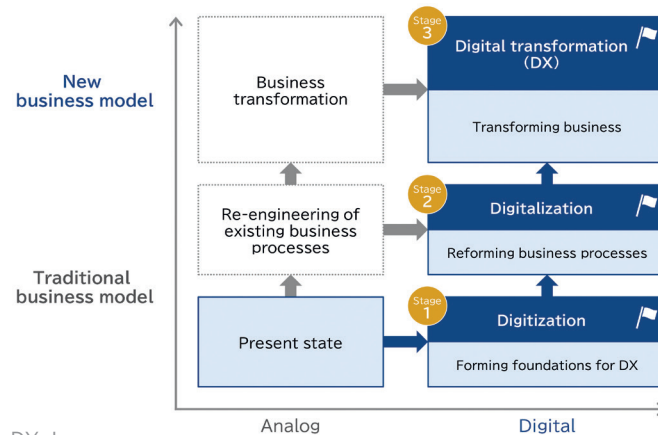 Stage
3
Digital transformation
(DX)
New
business model
Business
transformation
Transforming business
Stage
2
Digitalization
Re-engineering of
existing business
processes
Reforming business processes
Traditional
business model
Stage
1
Digitization
Present state
Forming foundations for DX
Analog
Digital